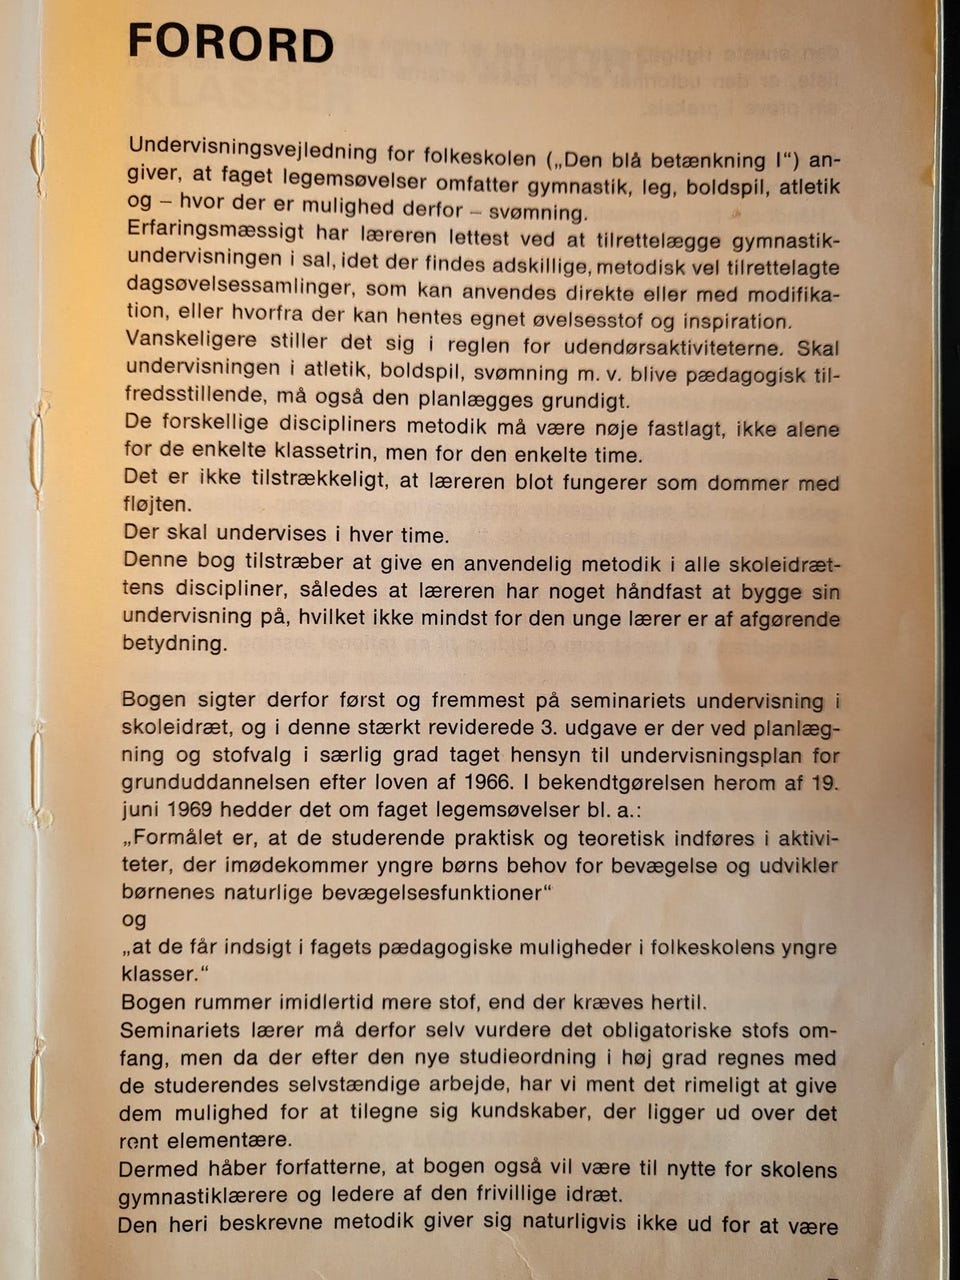 FORORD
Undervisningsvejledning for folkeskolen („Den blå betænkning I“) an-
giver, at faget legemsøvelser omfatter gymnastik, leg, boldspil, atletik
og – hvor der er mulighed derfor – svømning.
Erfaringsmæssigt har læreren lettest ved at tilrettelægge gymnastik-
undervisningen i sal, idet der findes adskillige, metodisk vel tilrettelagte
dagsøvelsessamlinger, som kan anvendes direkte eller med modifika-
tion, eller hvorfra der kan hentes egnet øvelsesstof og inspiration.
Vanskeligere stiller det sig i reglen for udendørsaktiviteterne. Skal
undervisningen i atletik, boldspil, svømning m. v. blive pædagogisk til-
fredsstillende, må også den planlægges grundigt.
De forskellige discipliners metodik må være nøje fastlagt, ikke alene
for de enkelte klassetrin, men for den enkelte time.
Det er ikke tilstrækkeligt, at læreren blot fungerer som dommer med
fløjten.
Der skal undervises i hver time.
Denne bog tilstræber at give en anvendelig metodik i alle skoleidræt-
tens discipliner, således at læreren har noget håndfast at bygge sin
undervisning på, hvilket ikke mindst for den unge lærer er af afgørende
betydning.
Bogen sigter derfor først og fremmest på seminariets undervisning i
skoleidræt, og i denne stærkt reviderede 3. udgave er der ved planlæg-
ning og stofvalg i særlig grad taget hensyn til undervisningsplan for
grunduddannelsen efter loven af 1966. I bekendtgørelsen herom af 19.
juni 1969 hedder det om faget legemsøvelser bl. a.:
„Formålet er, at de studerende praktisk og teoretisk indføres i aktivi-
teter, der imødekommer yngre børns behov for bevægelse og udvikler
børnenes naturlige bevægelsesfunktioner“
og
„at de får indsigt i fagets pædagogiske muligheder i folkeskolens yngre
klasser.“
Bogen rummer imidlertid mere stof, end der kræves hertil.
Seminariets lærer må derfor selv vurdere det obligatoriske stofs om-
fang, men da der efter den nye studieordning i høj grad regnes med
de studerendes selvstændige arbejde, har vi ment det rimeligt at give
dem mulighed for at tilegne sig kundskaber, der ligger ud over det
rent elementære.
Dermed håber forfatterne, at bogen også vil være til nytte for skolens
gymnastiklærere og ledere af den frivillige idræt.
Den heri beskrevne metodik giver sig naturligvis ikke ud for at være